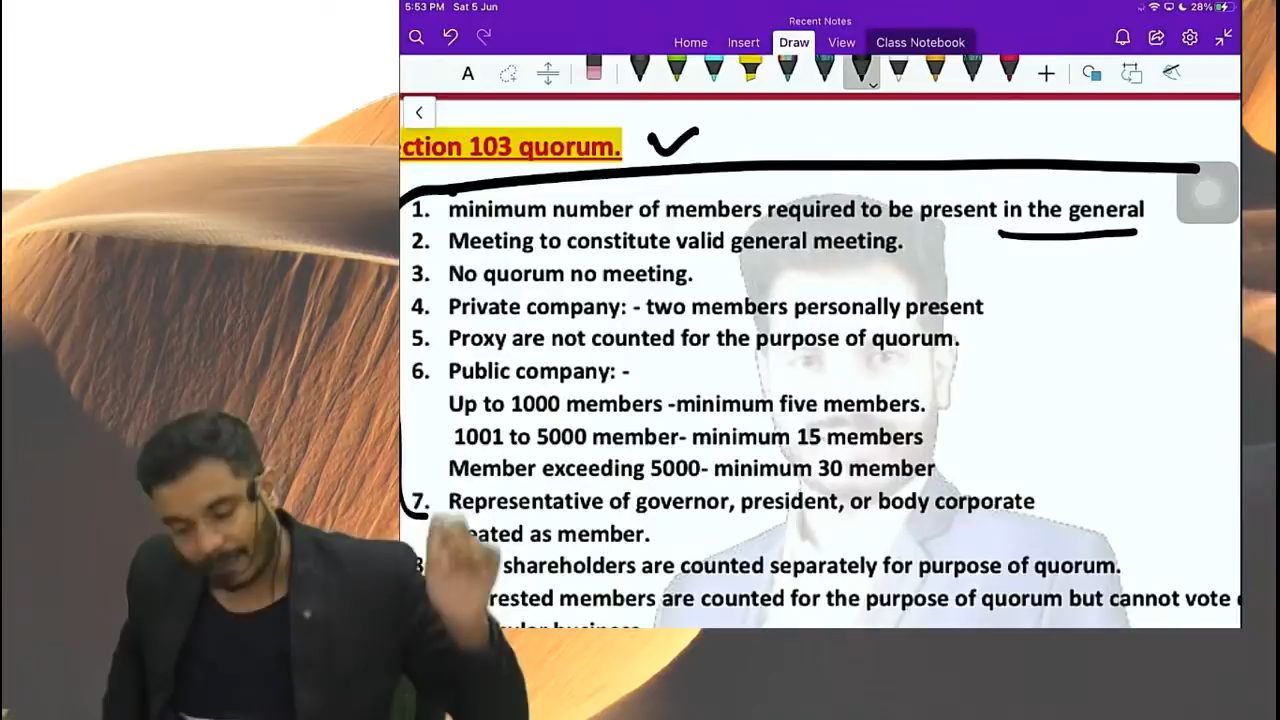 5:53 PM Sat 5 Jun
28%
Recent Notes
Home Insert Draw View Class Notebook
A
ction 103 quorum.
1. minimum number of members required to be present in the general
2. Meeting to constitute valid general meeting.
3. No quorum no meeting.
4. Private company: - two members personally present
5. Proxy are not counted for the purpose of quorum.
6. Public company: -
Up to 1000 members -minimum five members.
1001 to 5000 member- minimum 15 members
Member exceeding 5000- minimum 30 member
7. Representative of governor, president, or body corporate
eated as member.
shareholders are counted separately for purpose of quorum.
rested members are counted for the purpose of quorum but cannot vote